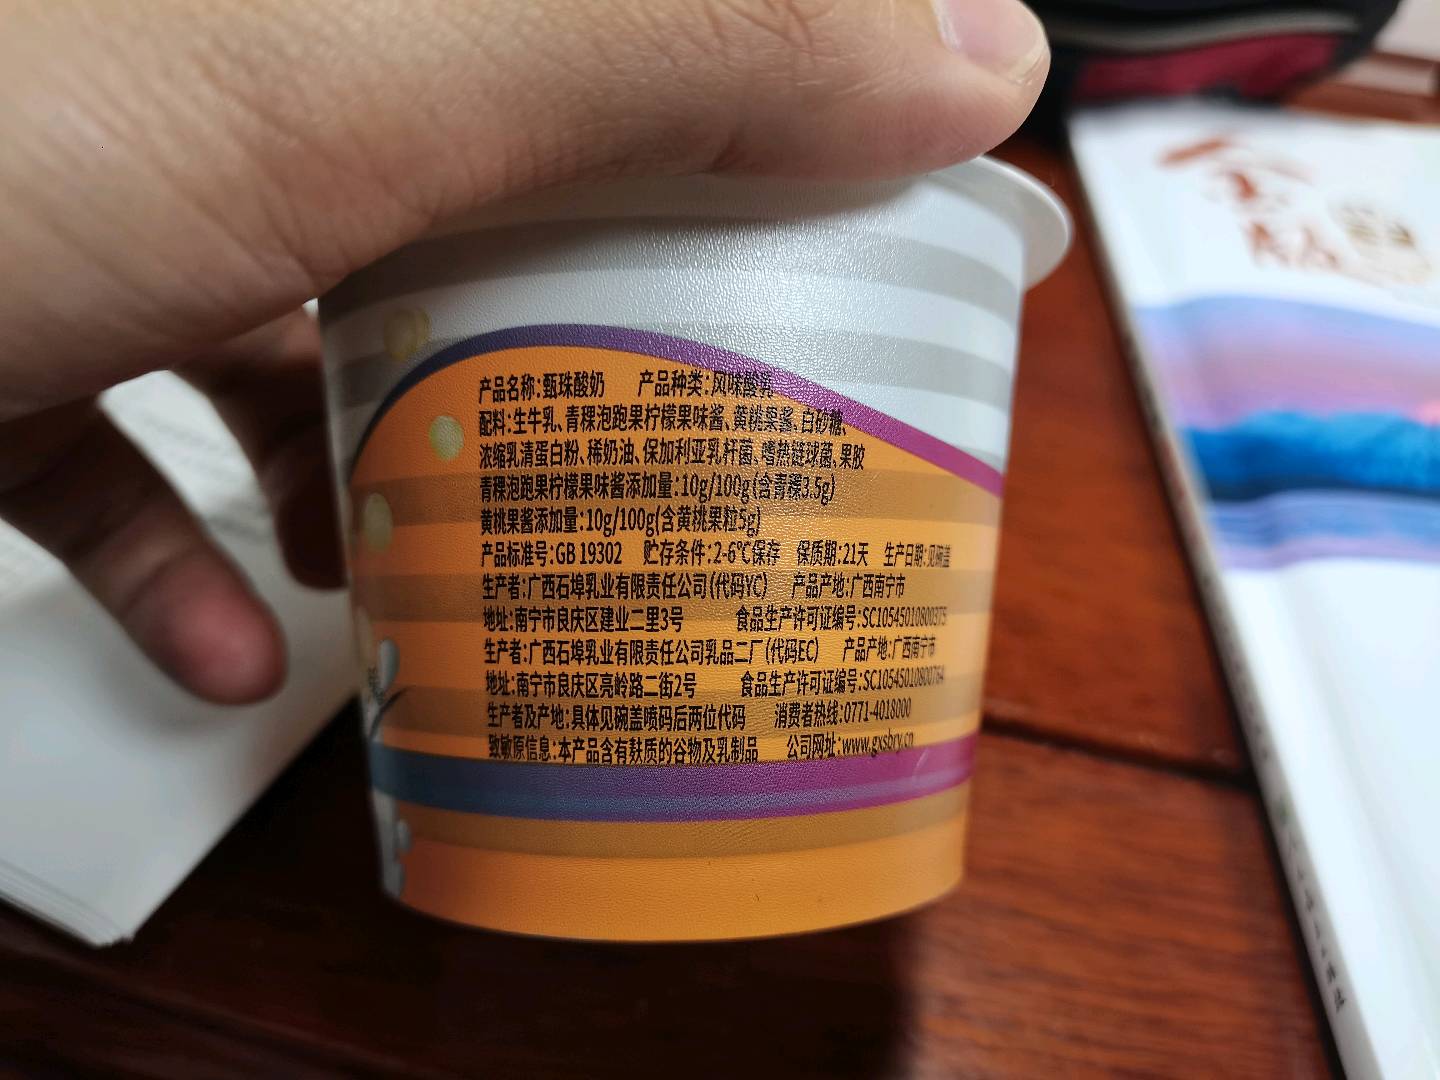 产品名称:甄珠酸奶 产品种类:风味酸乳
配料:生牛乳、青稞泡跑果柠檬果味酱、黄桃果酱、白砂糖、
浓缩乳清蛋白粉、稀奶油、保加利亚乳杆菌、嗜热链球菌、果胶
青稞泡跑果柠檬果味酱添加量:10g/100g(含青稞3.5g)
黄桃果酱添加量:10g/100g(含黄桃果粒5g)
产品标准号:GB 19302 贮存条件:2-6℃保存 保质期:21天 生产日期:见碗盖
生产者:广西石埠乳业有限责任公司(代码YC) 产品产地:广西南宁市
地址:南宁市良庆区建业二里3号 食品生产许可证编号:SC10545010800375
生产者:广西石埠乳业有限责任公司乳品二厂(代码EC) 产品产地:广西南宁市
地址:南宁市良庆区亮岭路二街2号 食品生产许可证编号:SC10545010800764
生产者及产地:具体见碗盖喷码后两位代码 消费者热线:0771-4018000
致敏原信息:本产品含有麸质的谷物及乳制品 公司网址:www.gxsbry.cn